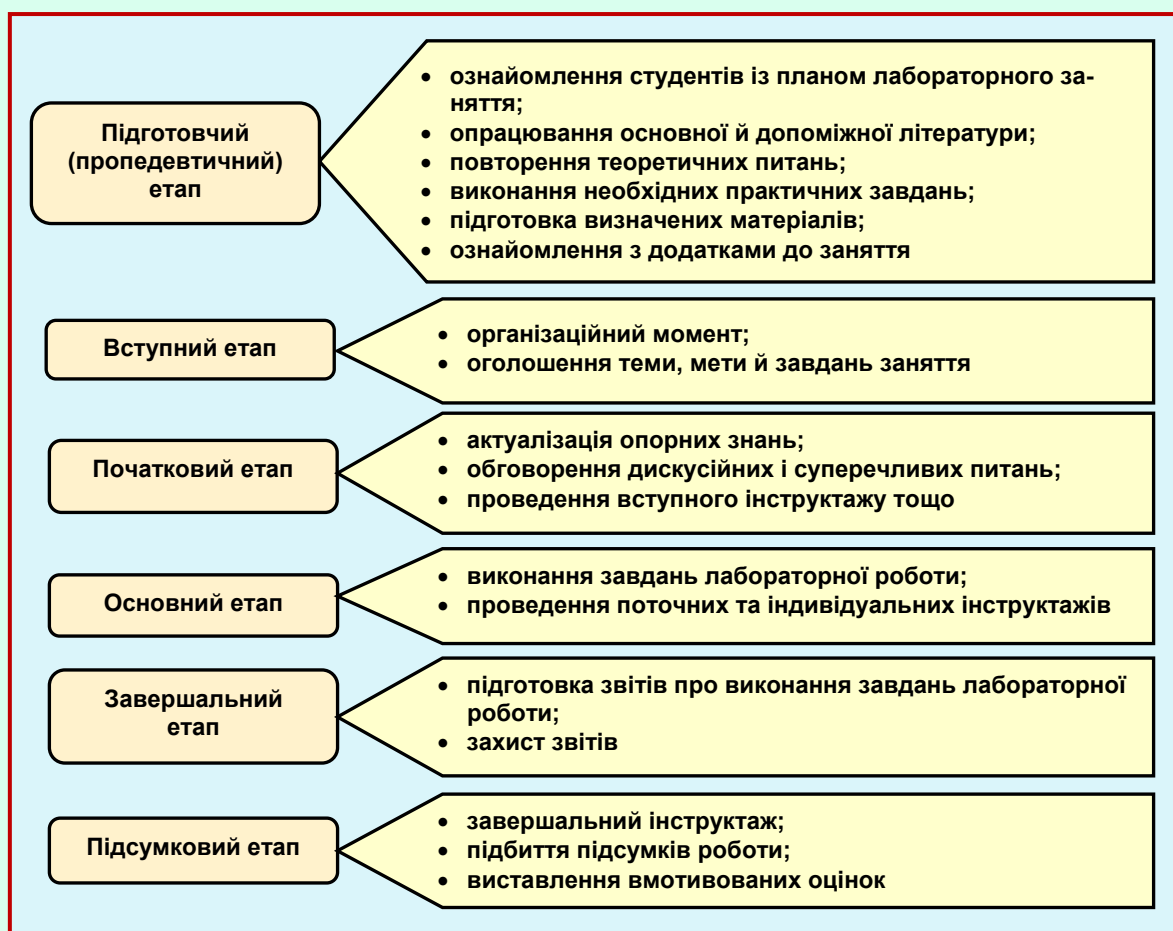 Підготовчий
(пропедевтичний)
етап
• ознайомлення студентів із планом лабораторного за-
няття;
• опрацювання основної й допоміжної літератури;
• повторення теоретичних питань;
• виконання необхідних практичних завдань;
• підготовка визначених матеріалів;
• ознайомлення з додатками до заняття
Вступний етап
• організаційний момент;
• оголошення теми, мети й завдань заняття
Початковий етап
• актуалізація опорних знань;
• обговорення дискусійних і суперечливих питань;
• проведення вступного інструктажу тощо
Основний етап
• виконання завдань лабораторної роботи;
• проведення поточних та індивідуальних інструктажів
Завершальний
етап
• підготовка звітів про виконання завдань лабораторної
роботи;
• захист звітів
Підсумковий етап
• завершальний інструктаж;
• підбиття підсумків роботи;
• виставлення вмотивованих оцінок